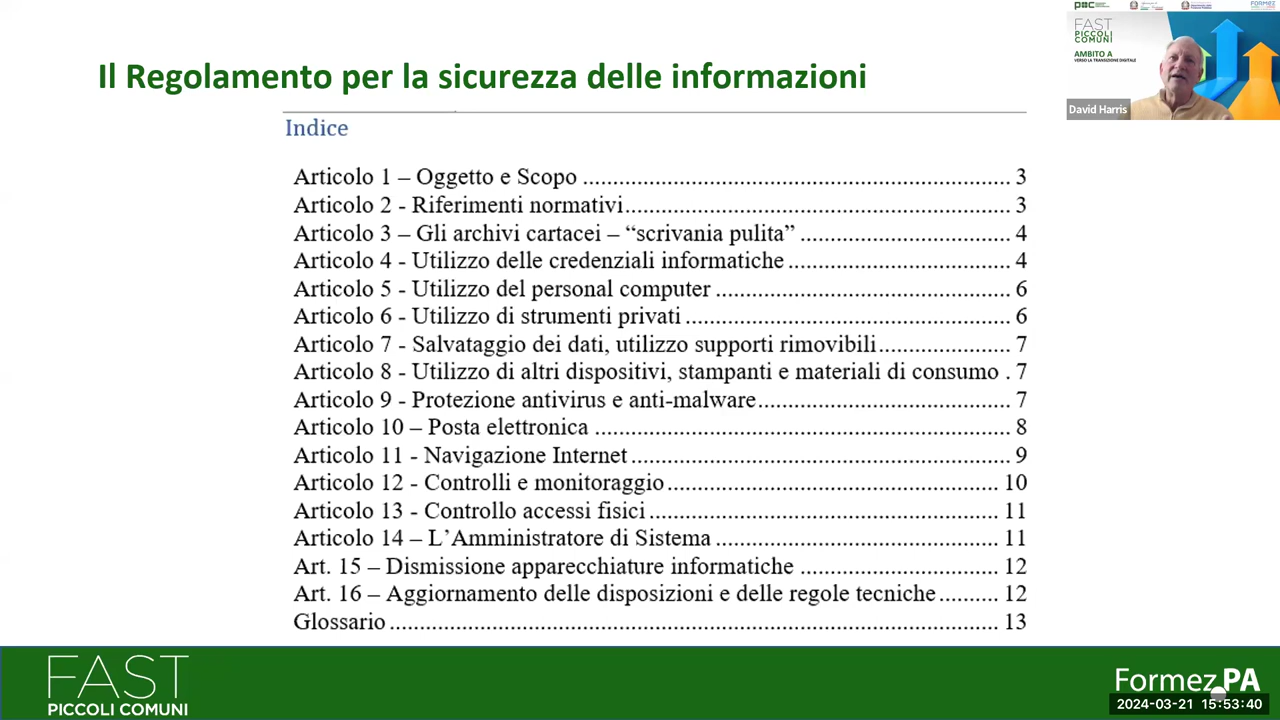 Il Regolamento per la sicurezza delle informazioni
Indice
Articolo 1 – Oggetto e Scopo ................................................................ 3
Articolo 2 - Riferimenti normativi.......................................................... 3
Articolo 3 – Gli archivi cartacei – “scrivania pulita” ................................ 4
Articolo 4 - Utilizzo delle credenziali informatiche .................................. 4
Articolo 5 - Utilizzo del personal computer ............................................. 6
Articolo 6 - Utilizzo di strumenti privati .................................................. 6
Articolo 7 - Salvataggio dei dati, utilizzo supporti rimovibili.................... 7
Articolo 8 - Utilizzo di altri dispositivi, stampanti e materiali di consumo . 7
Articolo 9 - Protezione antivirus e anti-malware...................................... 7
Articolo 10 – Posta elettronica ............................................................... 8
Articolo 11 - Navigazione Internet .......................................................... 9
Articolo 12 - Controlli e monitoraggio.................................................... 10
Articolo 13 - Controllo accessi fisici ....................................................... 11
Articolo 14 – L’Amministratore di Sistema ............................................. 11
Art. 15 – Dismissione apparecchiature informatiche ................................ 12
Art. 16 – Aggiornamento delle disposizioni e delle regole tecniche.......... 12
Glossario .............................................................................................. 13
FAST
PICCOLI COMUNI
AMBITO A
VERSO LA TRANSIZIONE DIGITALE
David Harris
FAST
PICCOLI COMUNI
Formez PA
2024-03-21 15:53:40